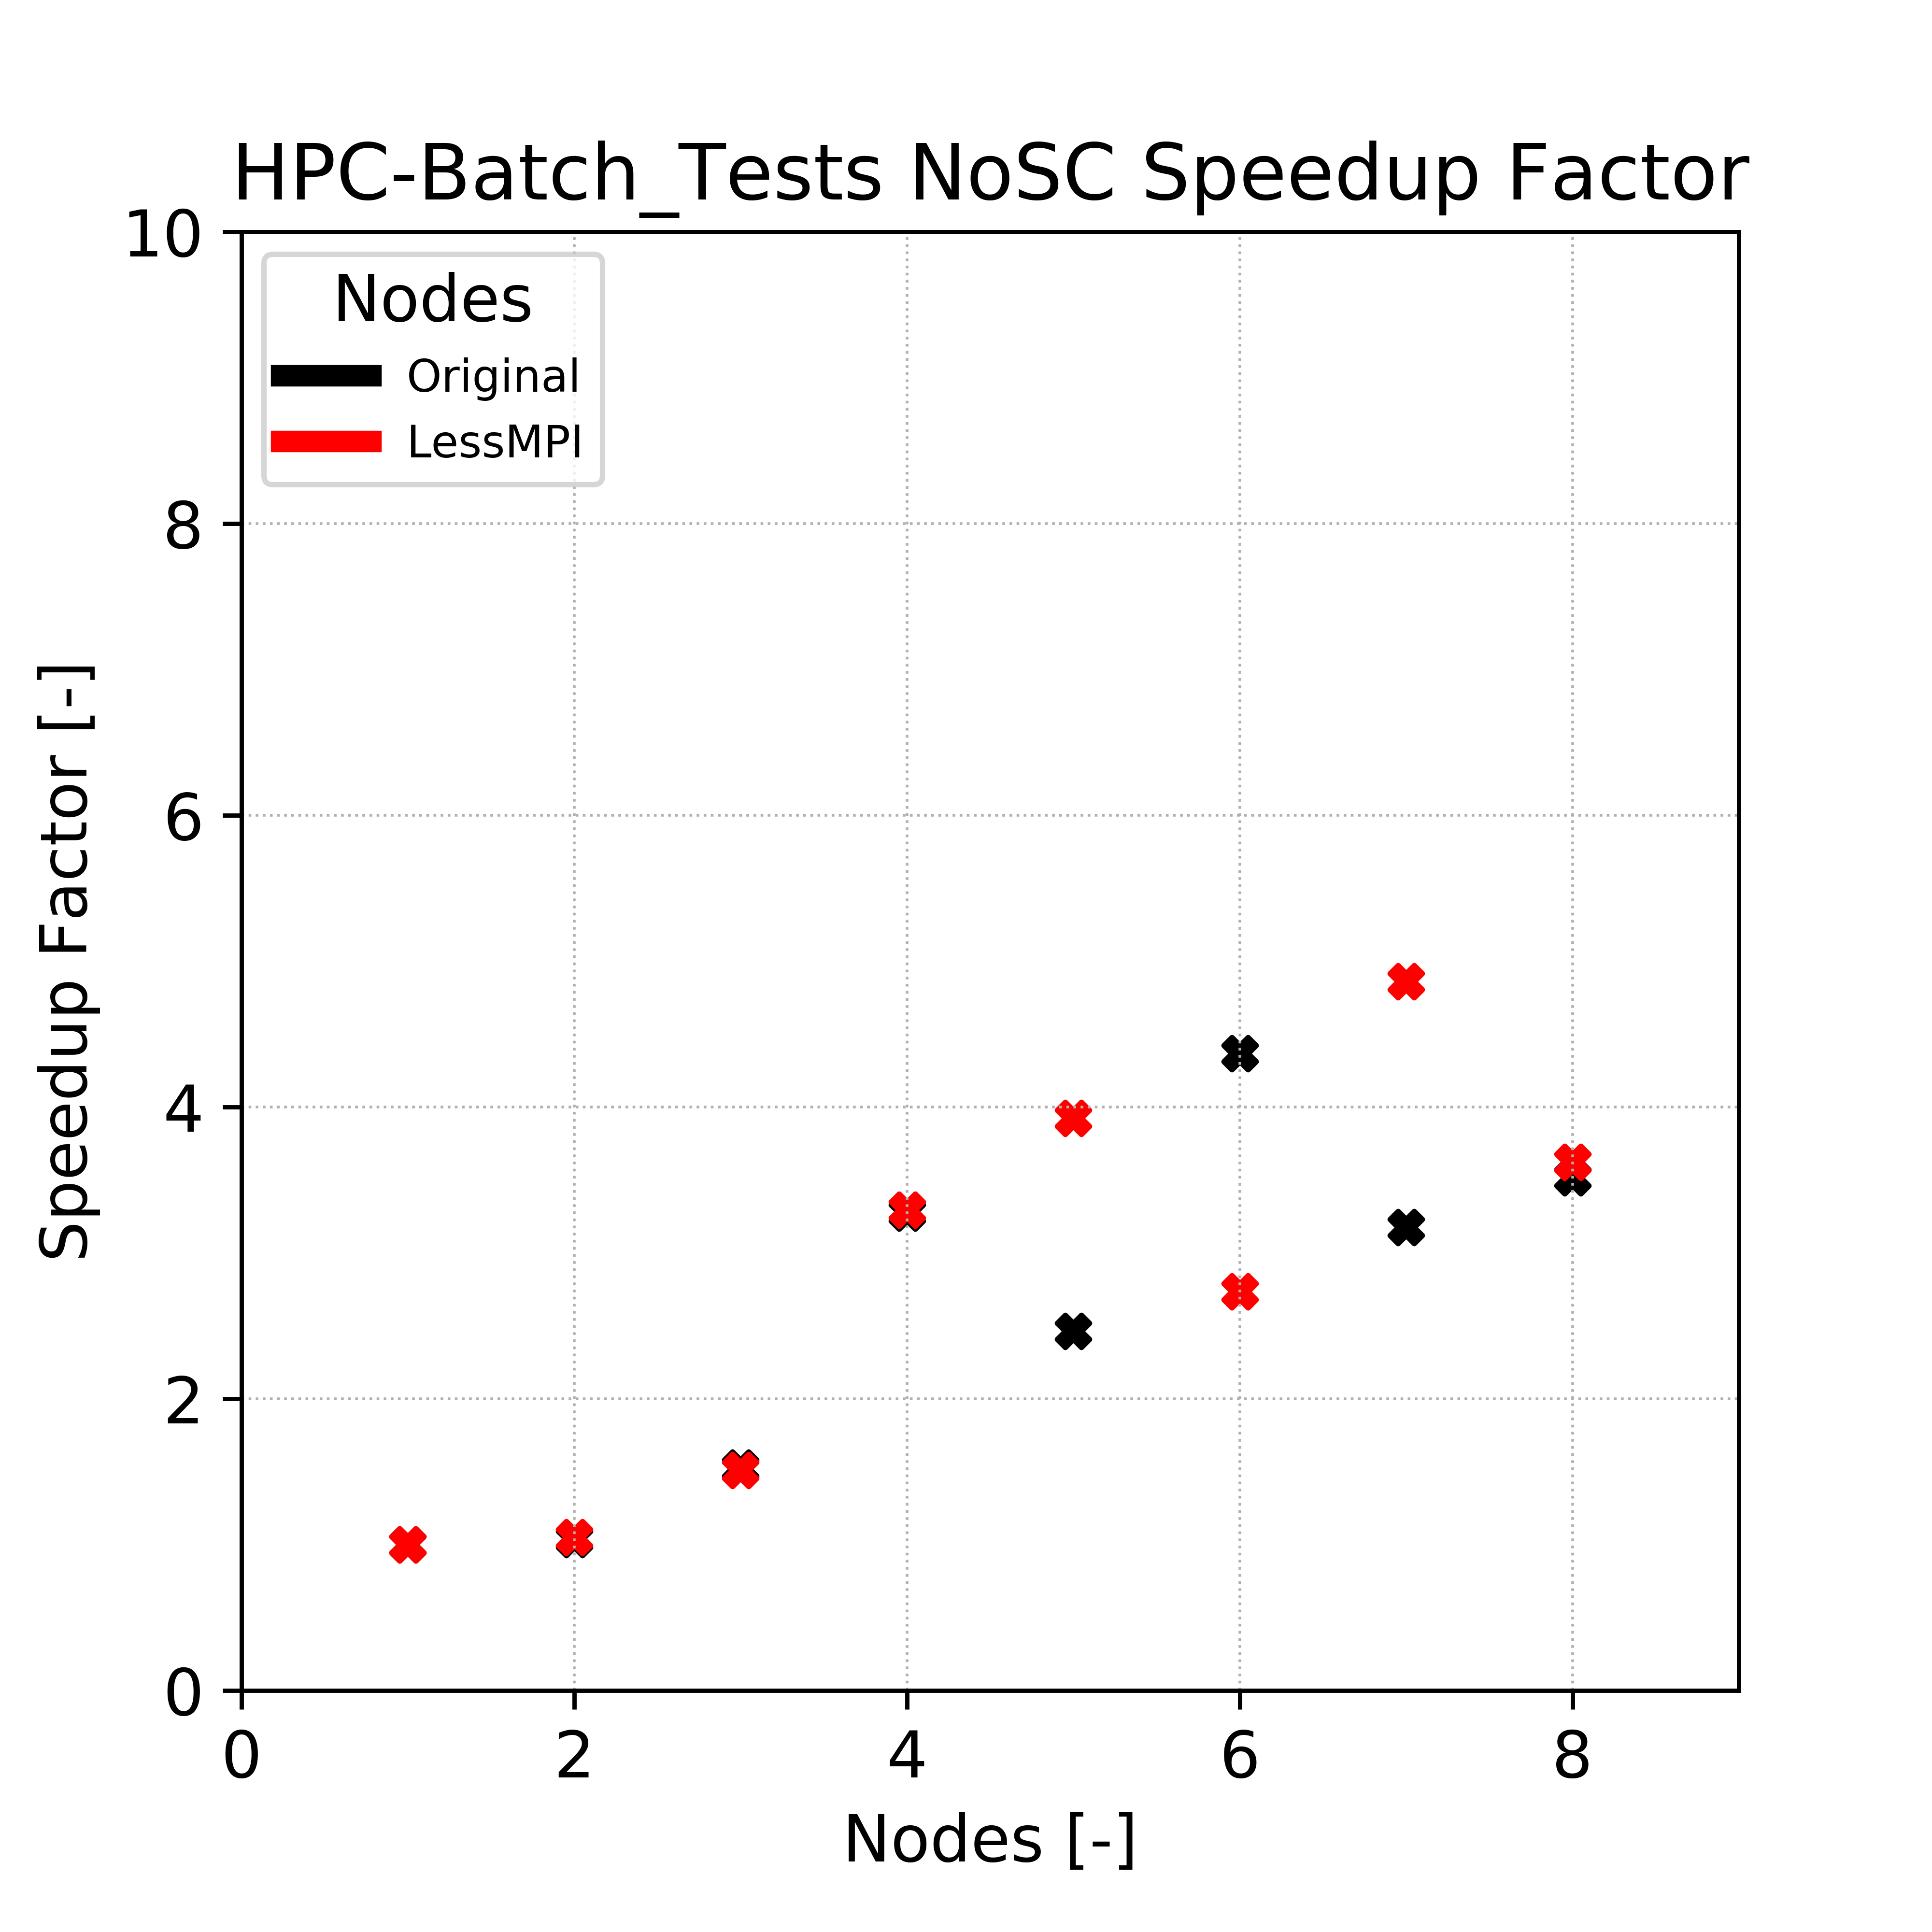 HPC-Batch_Tests NoSC Speedup Factor
10
8
6
4
2
0
Speedup Factor [-]
Nodes
Original
LessMPI
0 2 4 6 8
Nodes [-]